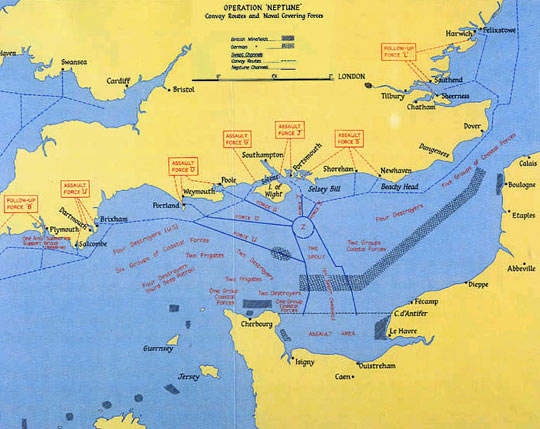 OPERATION 'NEPTUNE'
Convoy Routes and Naval Covering Forces
British Minefields
German
Swept Channels
Convoy Routes
Neptune Channels
LONDON
Harwich
Felixstowe
FOLLOW-UP
FORCE 'L'
Southend
Sheerness
Tilbury
Chatham
Swansea
Cardiff
Bristol
Dover
Dungeness
Calais
Boulogne
Etaples
Abbeville
Dieppe
Five Groups of Coastal Forces
ASSAULT
FORCE 'G'
ASSAULT
FORCE 'J'
ASSAULT
FORCE 'S'
Southampton
Portsmouth
Shoreham
Newhaven
I. of
Wight
Selsey Bill
Beachy Head
ASSAULT
FORCE 'O'
Poole
Weymouth
Portland
ASSAULT
FORCE 'U'
Dartmouth
Brixham
FOLLOW-UP
FORCE 'B'
Plymouth
Salcombe
Support Group
Four Destroyers (U.S)
Six Groups of Coastal Forces
Four Destroyers
Two Frigates
Two Frigates
Two Destroyers
Two Destroyers
One Group
Coastal
Forces
One Group
Coastal
Forces
FORCE 'O'
FORCE 'U'
Z
THE
SPOUT
Four Destroyers
Two Groups
Coastal Forces
ASSAULT AREA
Fécamp
C. d'Antifer
Le Havre
Cherbourg
Guernsey
Jersey
Isigny
Ouistreham
Caen